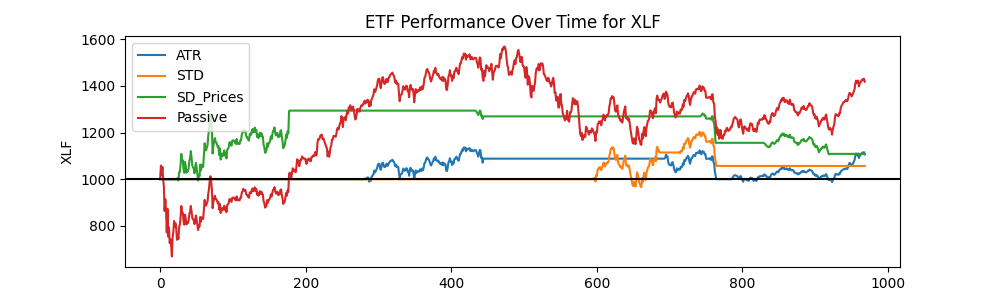 ETF Performance Over Time for XLF
1600
1400
1200
1000
800
XLF
ATR
STD
SD_Prices
Passive
0
200
400
600
800
1000